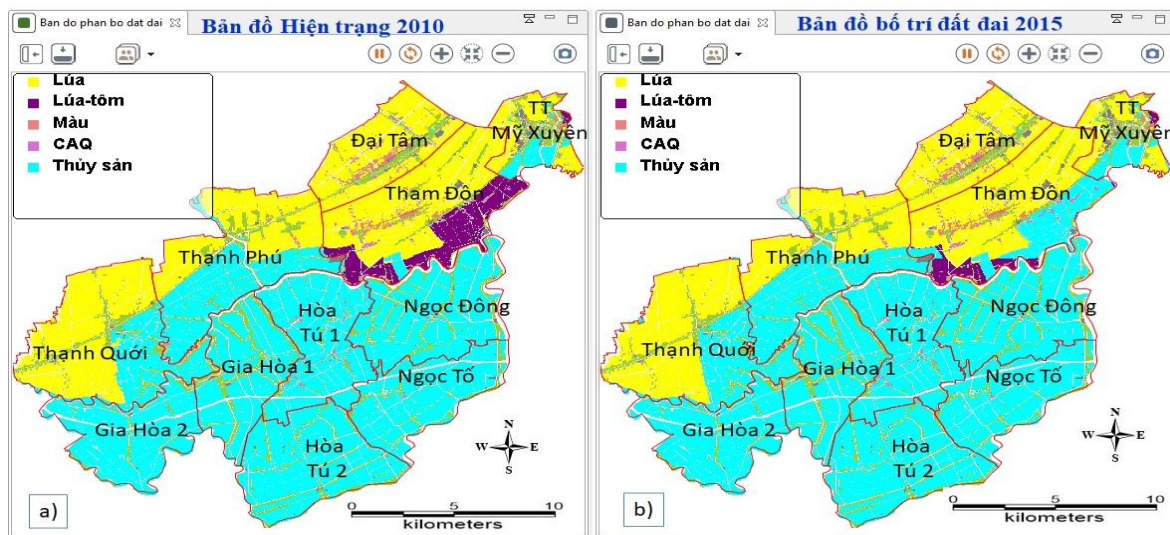 Ban do phan bo dat dai
Bản đồ Hiện trạng 2010
Lúa
Lúa-tôm
Màu
CAQ
Thủy sản
TT
Mỹ Xuyên
Đại Tâm
Tham Đôn
Thạnh Phú
Ngọc Đông
Hòa
Tú 1
Thạnh Quới
Gia Hòa 1
Ngọc Tố
Gia Hòa 2
Hòa
Tú 2
N
W E
S
a)
0 5 10
kilometers
Ban do phan bo dat dai
Bản đồ bố trí đất đai 2015
Lúa
Lúa-tôm
Màu
CAQ
Thủy sản
TT
Mỹ Xuyên
Đại Tâm
Tham Đôn
Thạnh Phú
Ngọc Đông
Hòa
Tú 1
Thạnh Quới
Gia Hòa 1
Ngọc Tố
Gia Hòa 2
Hòa
Tú 2
N
W E
S
b)
0 5 10
kilometers